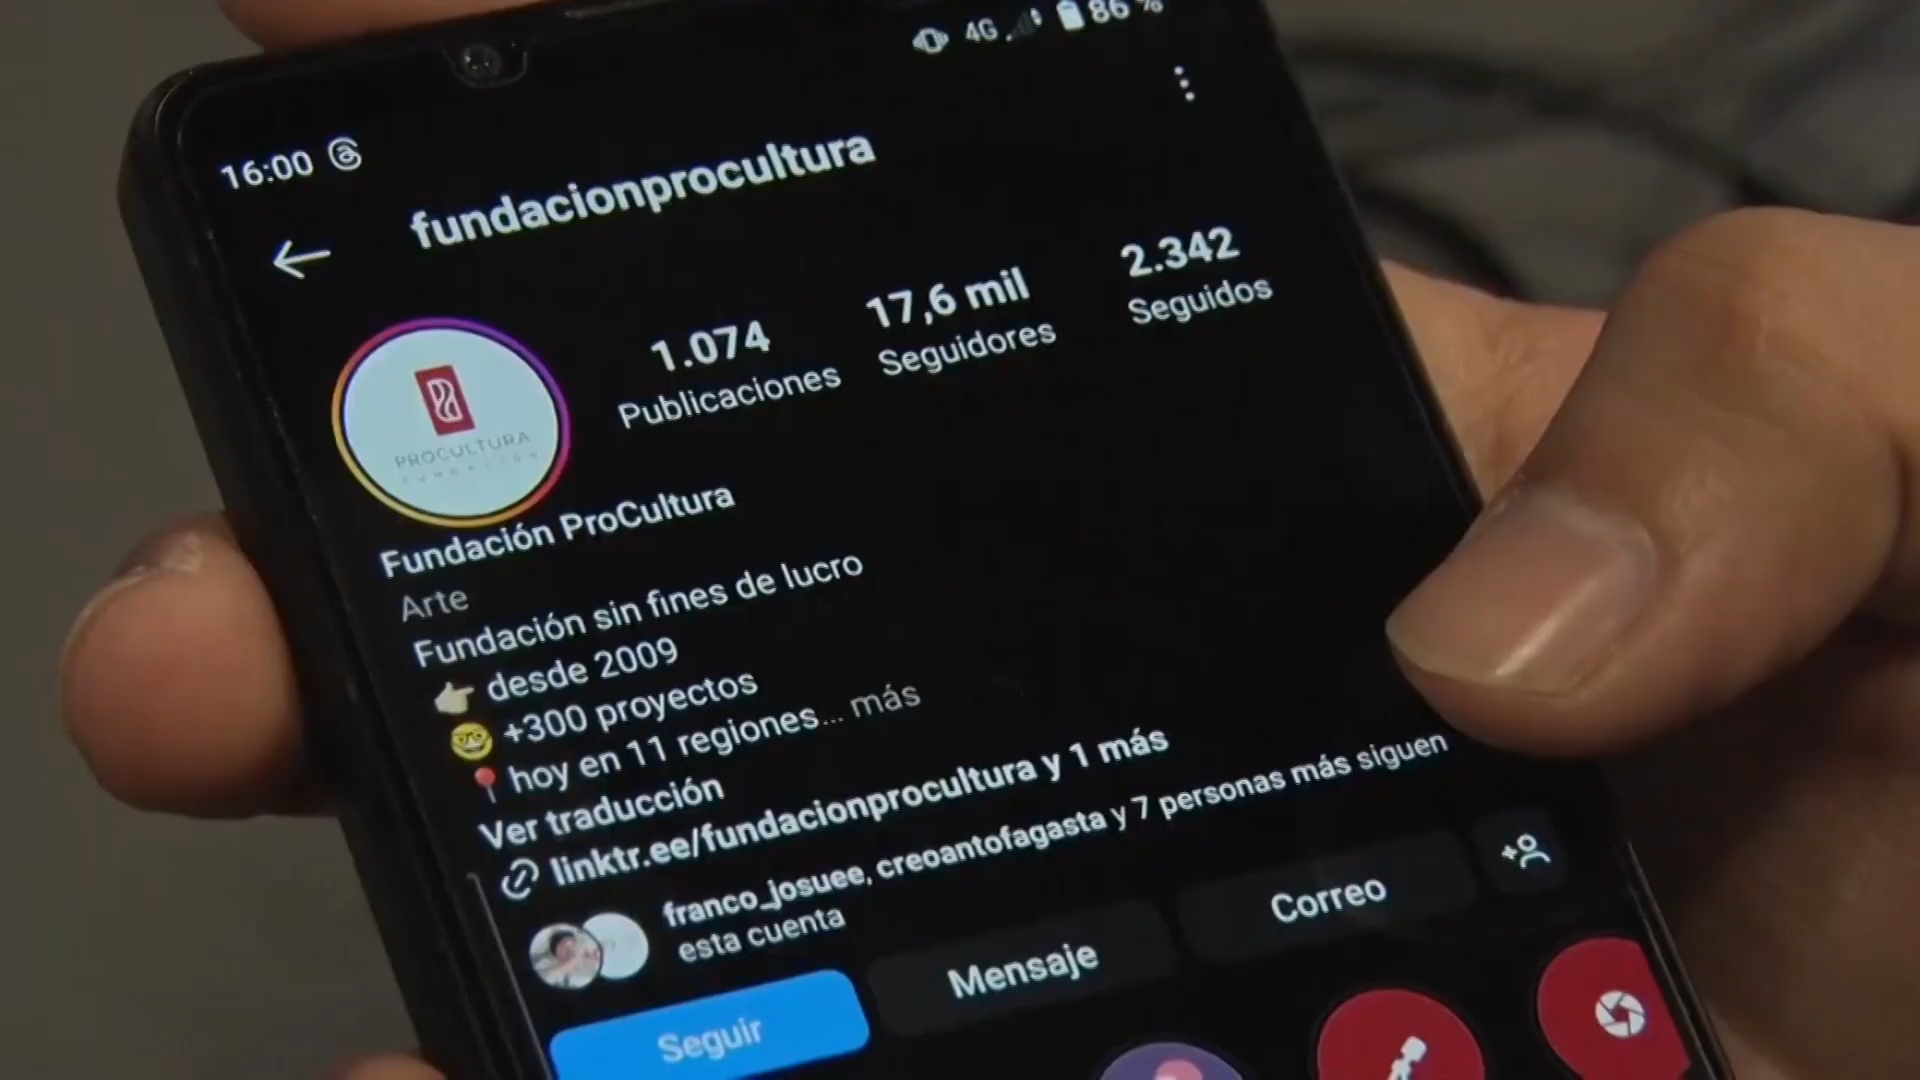 4G 86 %
16:00
fundacionprocultura
1.074 17,6 mil 2.342
Publicaciones Seguidores Seguidos
PROCULTURA
FUNDACIÓN
Fundación ProCultura
Arte
Fundación sin fines de lucro
👉 desde 2009
🤓 +300 proyectos
📍 hoy en 11 regiones... más
Ver traducción
linktr.ee/fundacionprocultura y 1 más
franco_josuee, creoantofagasta y 7 personas más siguen
esta cuenta
Seguir Mensaje Correo